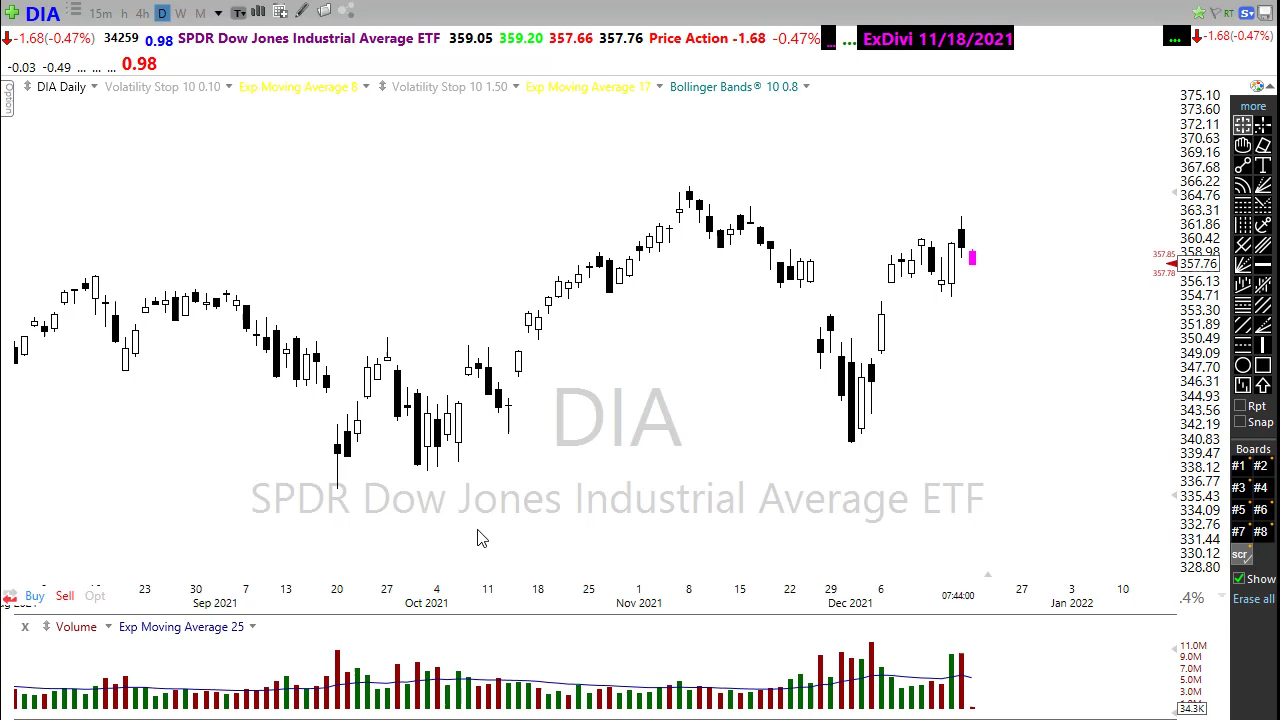 DIA 15m h 4h D W M T RT S
-1.68(-0.47%) 34259 0.98 SPDR Dow Jones Industrial Average ETF 359.05 359.20 357.66 357.76 Price Action -1.68 -0.47% ... ... ExDivi 11/18/2021 ... -1.68(-0.47%)
-0.03 -0.49 ... ... 0.98
Option
DIA Daily Volatility Stop 10 0.10 Exp Moving Average 8 Volatility Stop 10 1.50 Exp Moving Average 17 Bollinger Bands® 10 0.8
375.10
373.60
372.11
370.63
369.16
367.68
366.22
364.76
363.31
361.86
360.42
358.98
357.85
357.76
357.78
356.13
354.71
353.30
351.89
350.49
349.09
347.70
346.31
344.93
343.56
342.19
340.83
339.47
338.12
336.77
335.43
334.09
332.76
331.44
330.12
328.80
more
Rpt
Snap
Boards
#1 #2
#3 #4
#5 #6
#7 #8
scr
Show
Erase all
DIA
SPDR Dow Jones Industrial Average ETF
23 30 7 13 20 27 4 11 18 25 1 8 15 22 29 6 07:44:00 27 3 10
Buy Sell Opt .4%
Sep 2021 Oct 2021 Nov 2021 Dec 2021 Jan 2022
X Volume Exp Moving Average 25
11.0M
9.0M
7.0M
5.0M
3.0M
34.3K